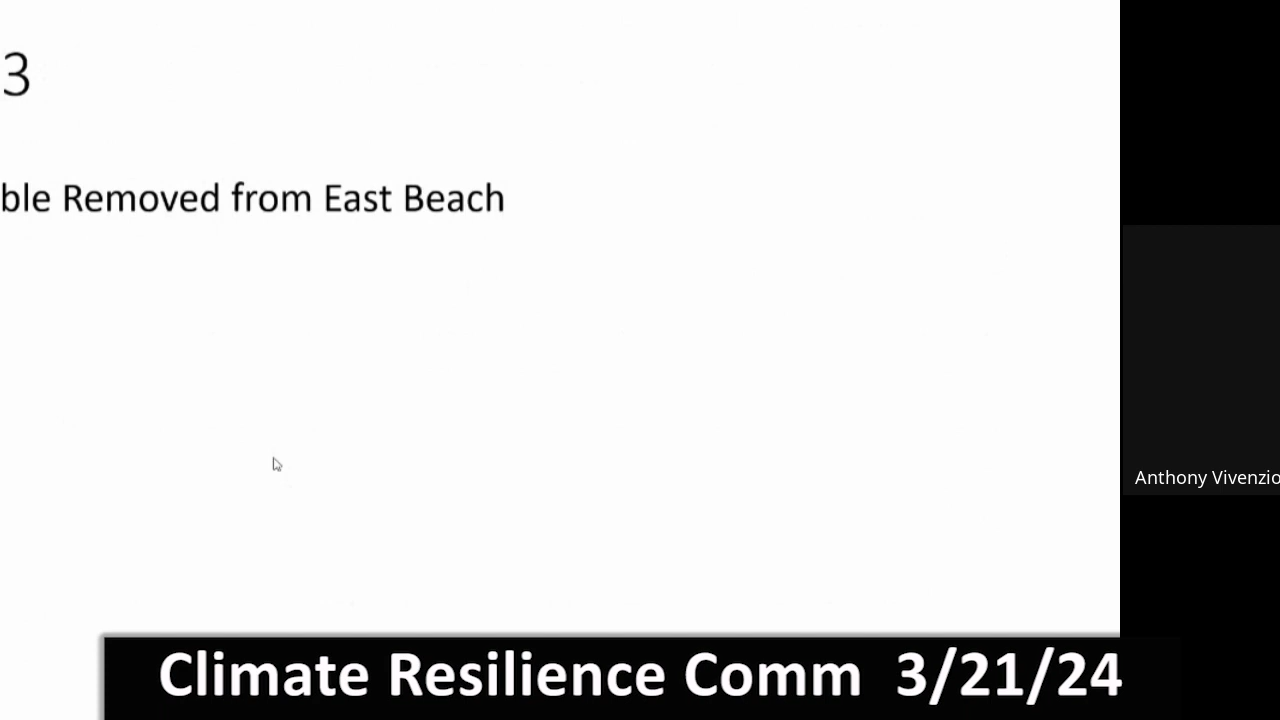 3
ble Removed from East Beach
Anthony Vivenzio
Climate Resilience Comm 3/21/24